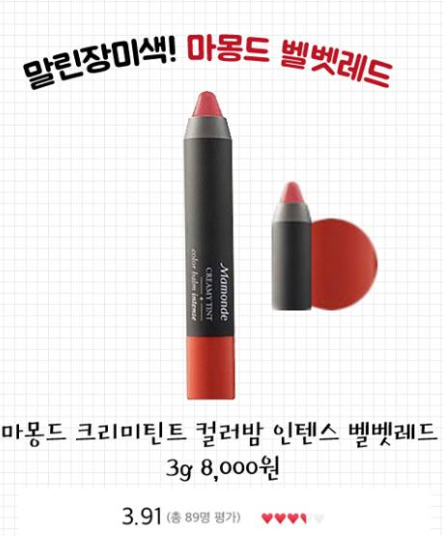 말린장미색! 마몽드 벨벳레드
Mamonde
CREAMY TINT
color balm intense
마몽드 크리미틴트 컬러밤 인텐스 벨벳레드
3g 8,000원
3.91 (총 89명 평가)